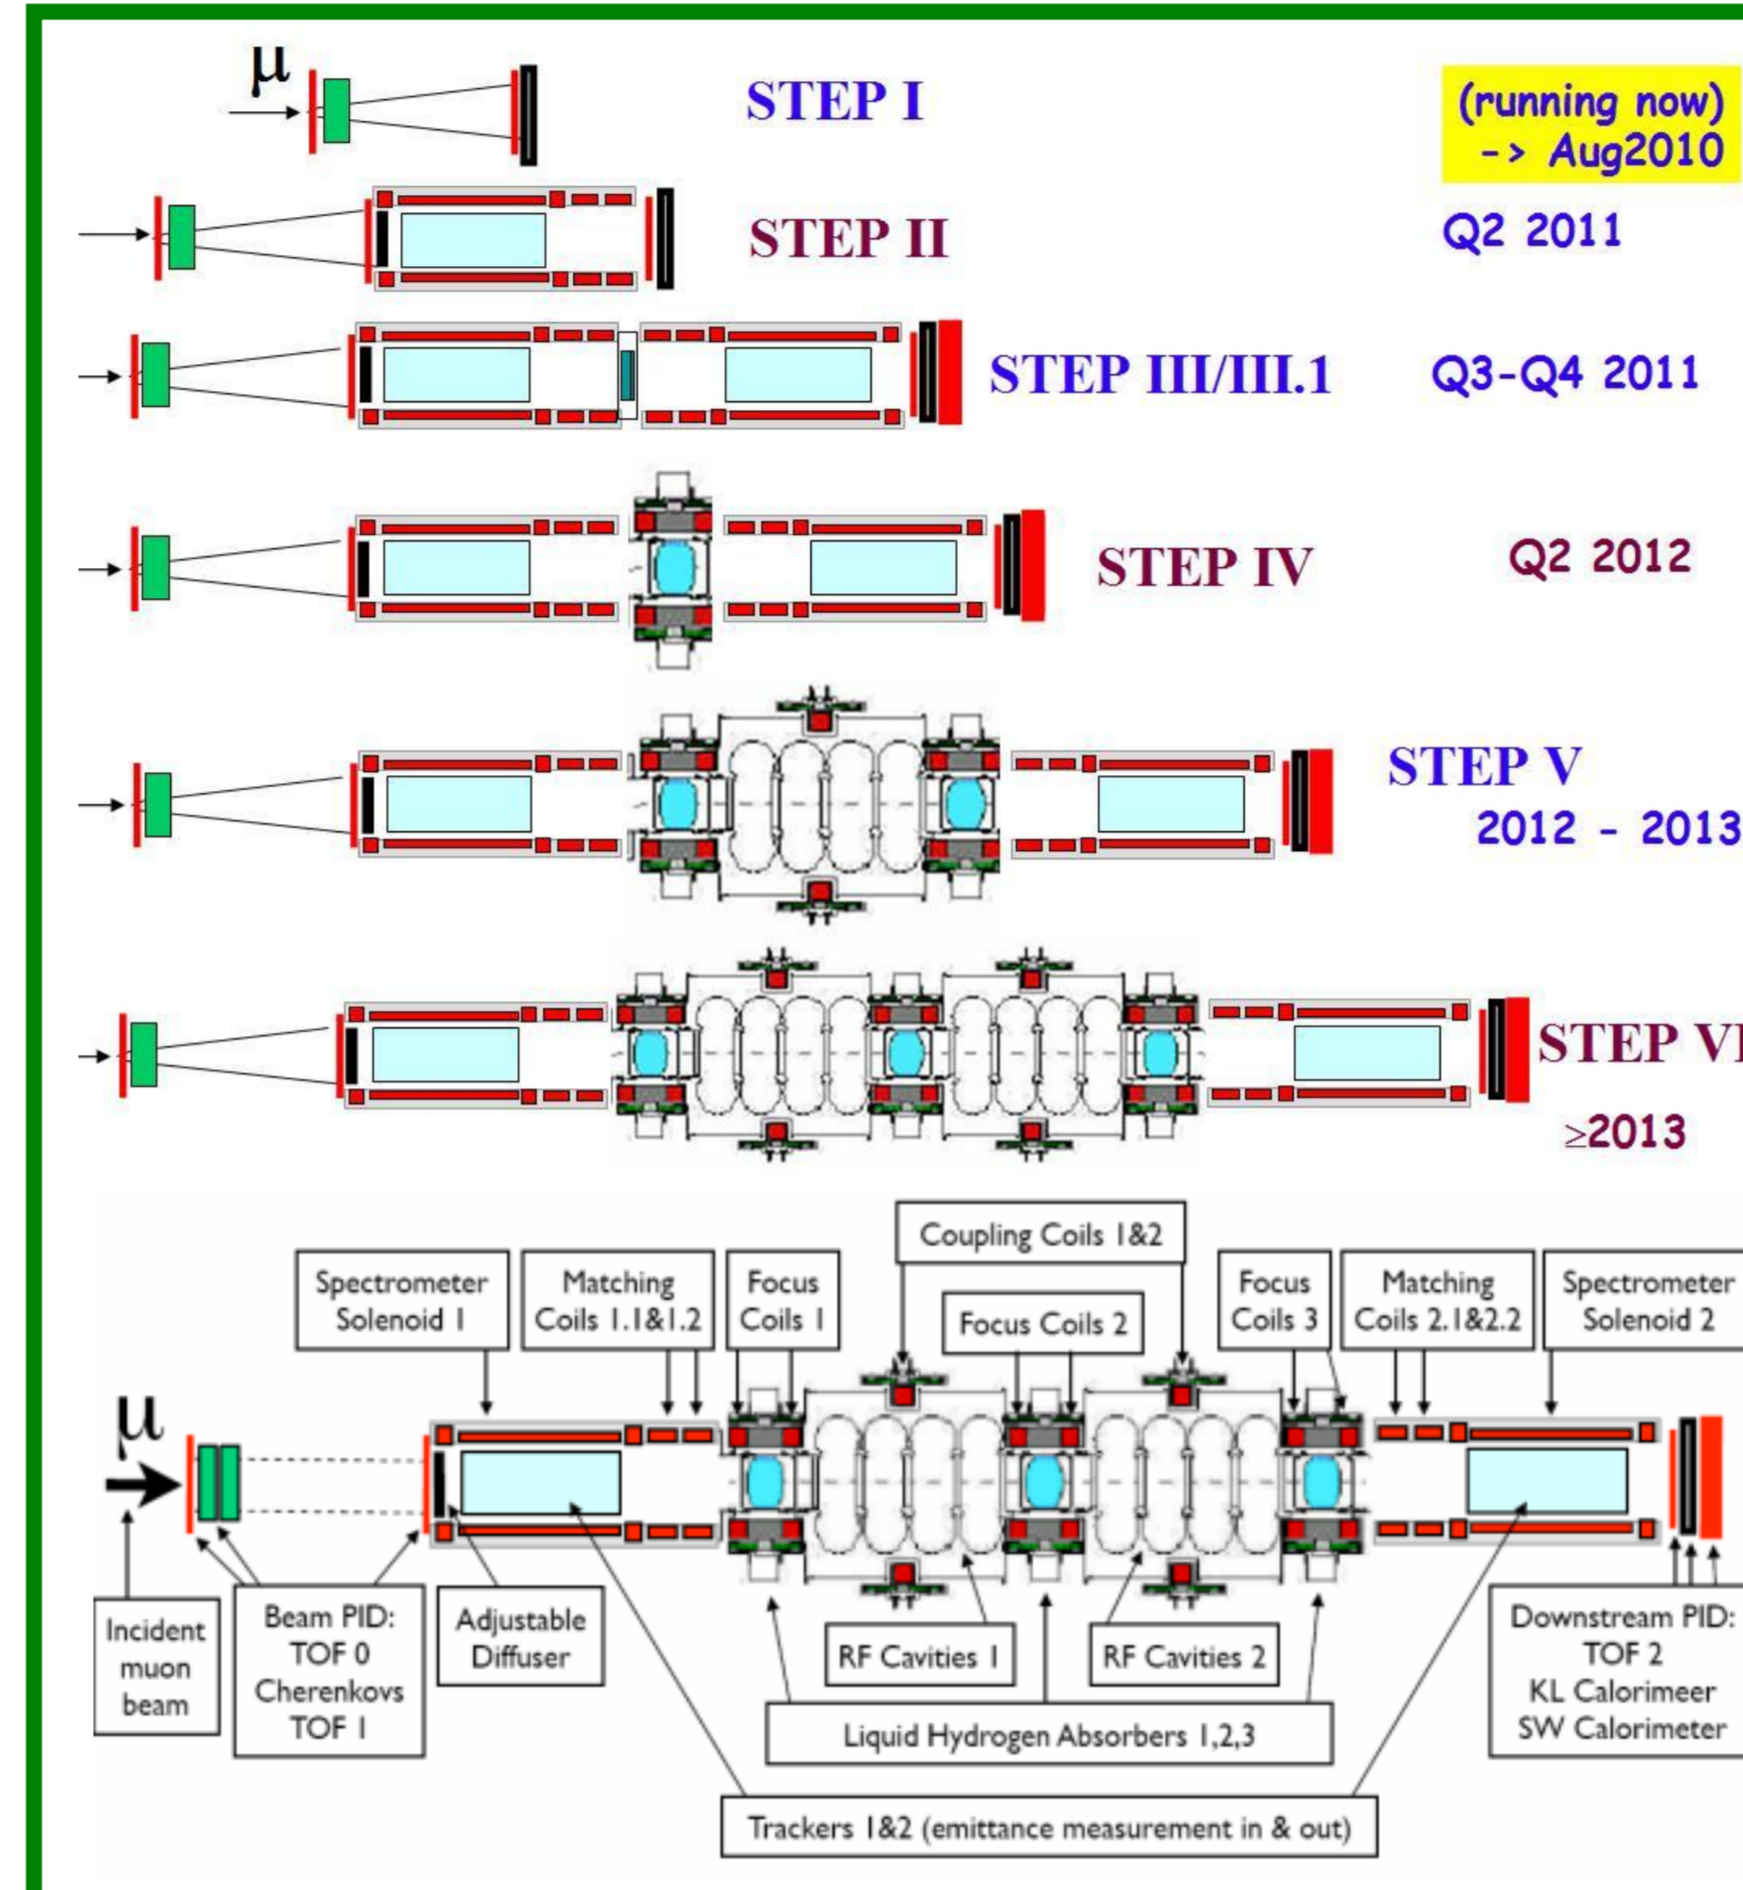 μ
STEP I
(running now)
-> Aug2010
STEP II
Q2 2011
STEP III/III.1
Q3-Q4 2011
STEP IV
Q2 2012
STEP V
2012 - 2013
STEP VI
≥2013
Coupling Coils 1&2
Spectrometer
Solenoid 1
Matching
Coils 1.1&1.2
Focus
Coils 1
Focus Coils 2
Focus
Coils 3
Matching
Coils 2.1&2.2
Spectrometer
Solenoid 2
μ
Incident
muon
beam
Beam PID:
TOF 0
Cherenkovs
TOF 1
Adjustable
Diffuser
RF Cavities 1
RF Cavities 2
Downstream PID:
TOF 2
KL Calorimeer
SW Calorimeter
Liquid Hydrogen Absorbers 1,2,3
Trackers 1&2 (emittance measurement in & out)